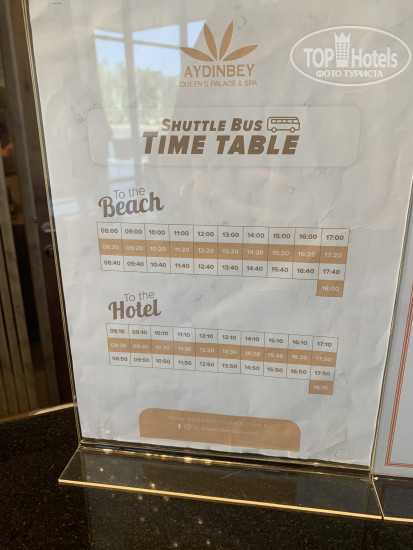 TOPHotels
ФОТО ТУРИСТА
AYDINBEY
QUEEN'S PALACE & SPA
SHUTTLE BUS
TIME TABLE
To the
Beach
08:00 09:00 10:00 11:00 12:00 13:00 14:00 15:00 16:00 17:00
08:20 09:20 10:20 11:20 12:20 13:20 14:20 15:20 16:20 17:20
08:40 09:40 10:40 11:40 12:40 13:40 14:40 15:40 16:40 17:40
18:00
To the
Hotel
08:10 09:10 10:10 11:10 12:10 13:10 14:10 15:10 16:10 17:10
08:30 09:30 10:30 11:30 12:30 13:30 14:30 15:30 16:30 17:30
08:50 09:50 10:50 11:50 12:50 13:50 14:50 15:50 16:50 17:50
18:10